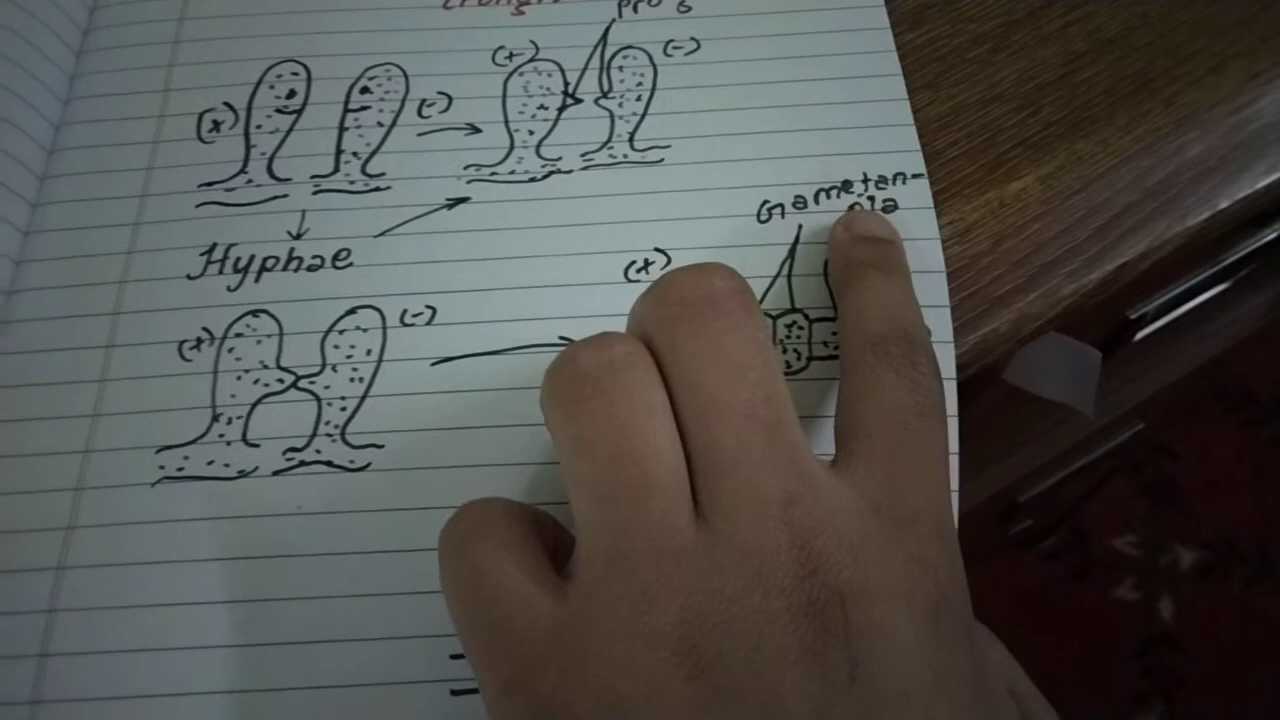 (+) (-)
(+) (-)
Hyphae
Gametan-
gia
(+)
(+) (-)